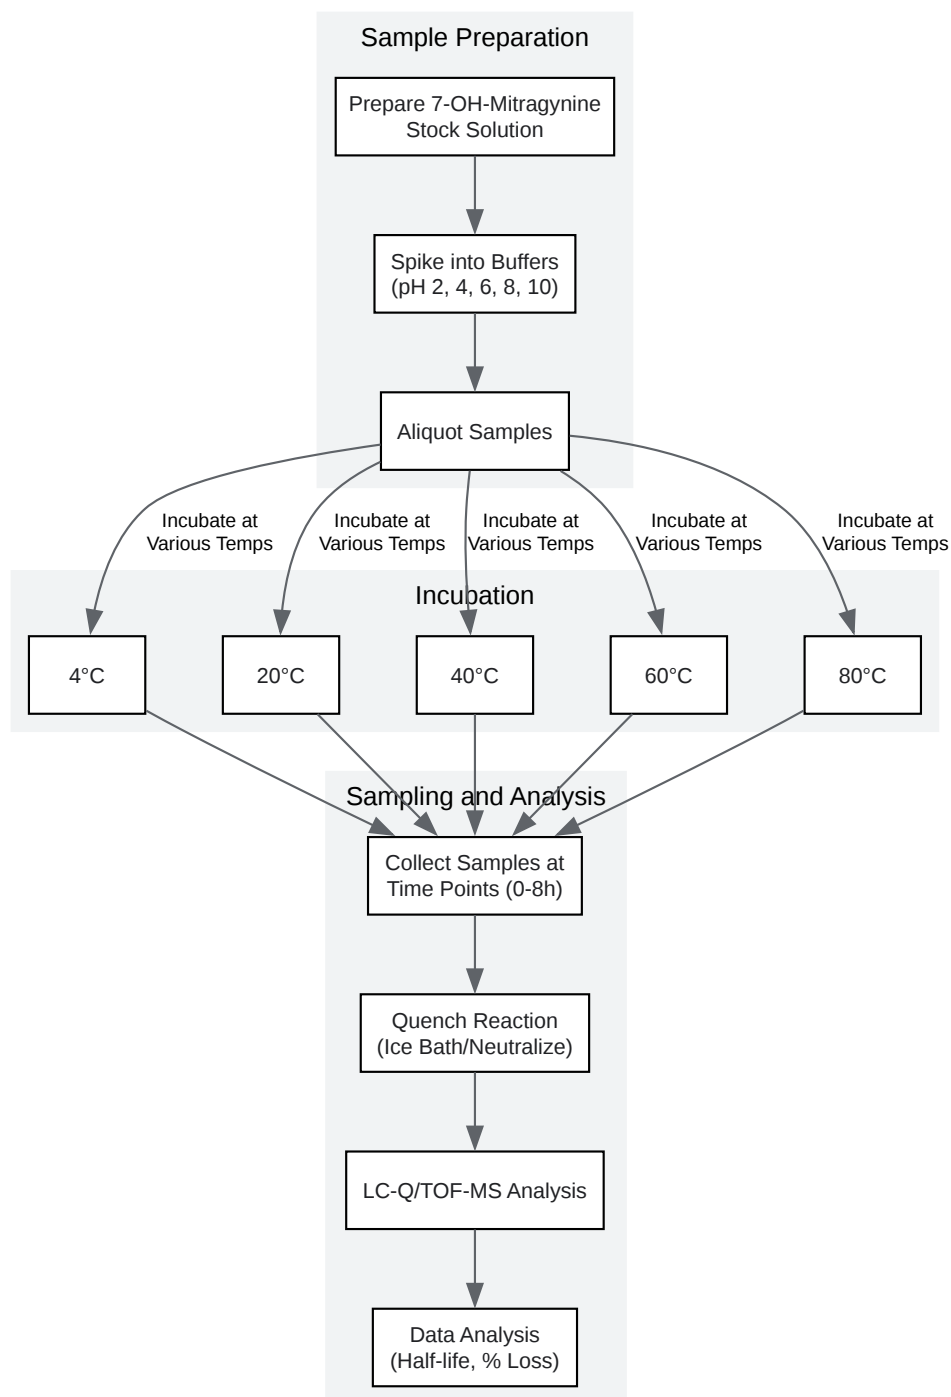 Sample Preparation
Prepare 7-OH-Mitragynine
Stock Solution
Spike into Buffers
(pH 2, 4, 6, 8, 10)
Aliquot Samples
Incubate at
Various Temps
Incubate at
Various Temps
Incubate at
Various Temps
Incubate at
Various Temps
Incubate at
Various Temps
Incubation
4°C
20°C
40°C
60°C
80°C
Sampling and Analysis
Collect Samples at
Time Points (0-8h)
Quench Reaction
(Ice Bath/Neutralize)
LC-Q/TOF-MS Analysis
Data Analysis
(Half-life, % Loss)